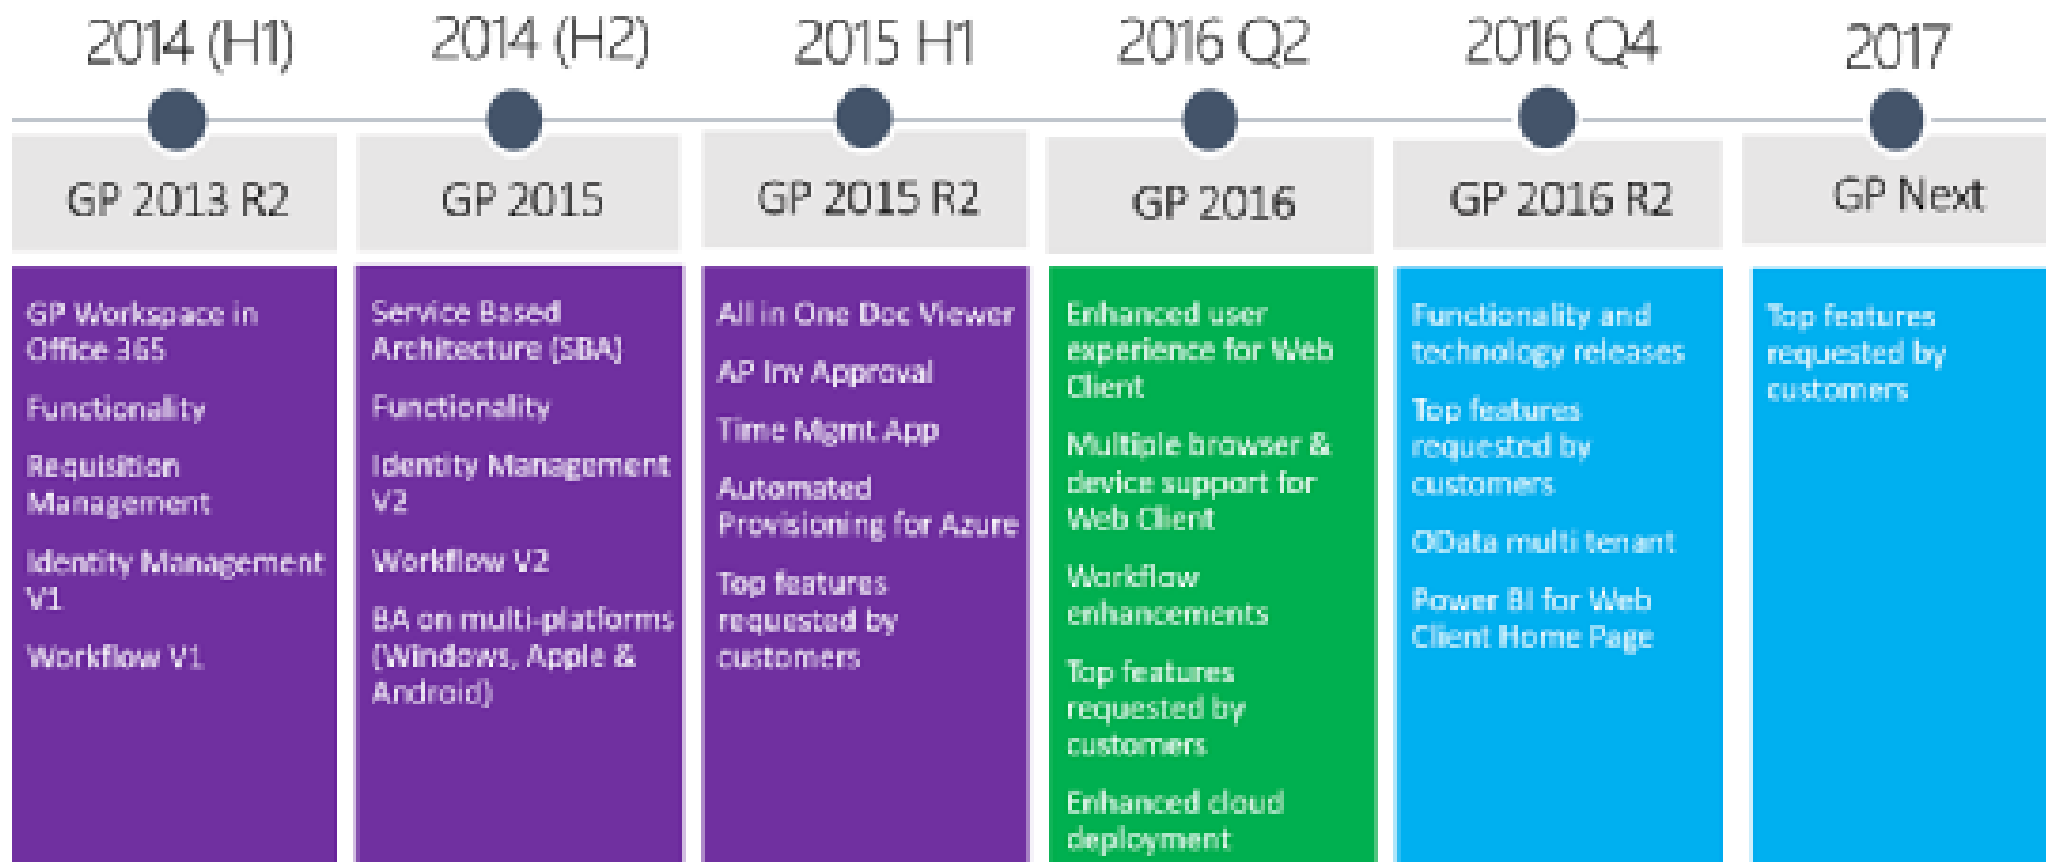 2014 (H1)
2014 (H2)
2015 H1
2016 Q2
2016 Q4
2017
GP 2013 R2
GP 2015
GP 2015 R2
GP 2016
GP 2016 R2
GP Next
GP Workspace in
Office 365
Functionality
Requisition
Management
Identity Management
V1
Workflow V1
Service Based
Architecture (SBA)
Functionality
Identity Management
V2
Workflow V2
BA on multi-platforms
(Windows, Apple &
Android)
All in One Doc Viewer
AP Inv Approval
Time Mgmt App
Automated
Provisioning for Azure
Top features
requested by
customers
Enhanced user
experience for Web
Client
Multiple browser &
device support for
Web Client
Workflow
enhancements
Top features
requested by
customers
Enhanced cloud
deployment
Functionality and
technology releases
Top features
requested by
customers
OData multi tenant
Power BI for Web
Client Home Page
Top features
requested by
customers